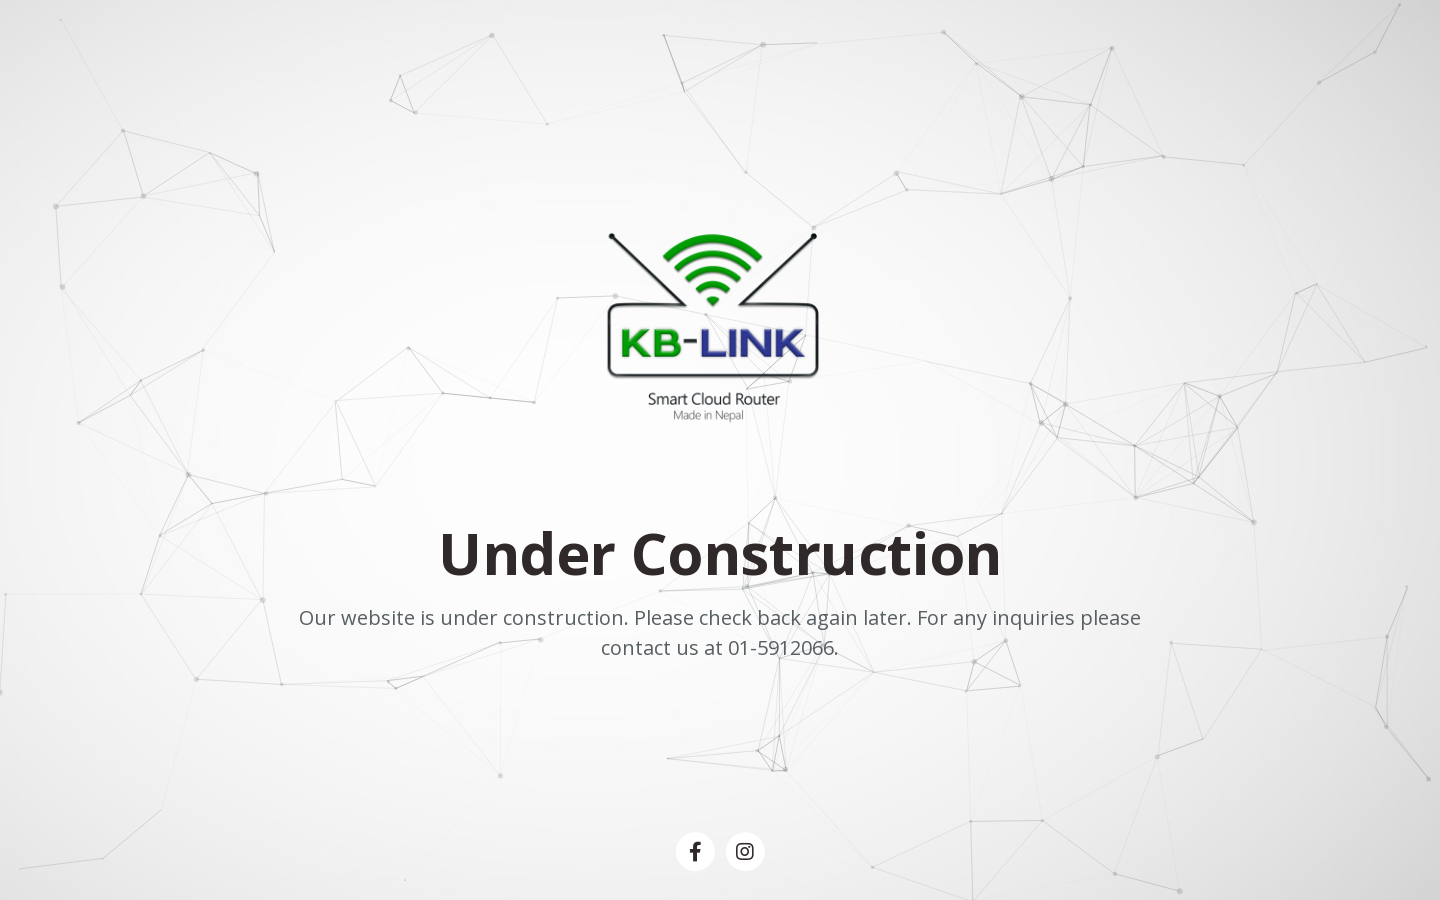 KB-LINK
Smart Cloud Router
Made in Nepal
Under Construction
Our website is under construction. Please check back again later. For any inquiries please
contact us at 01-5912066.